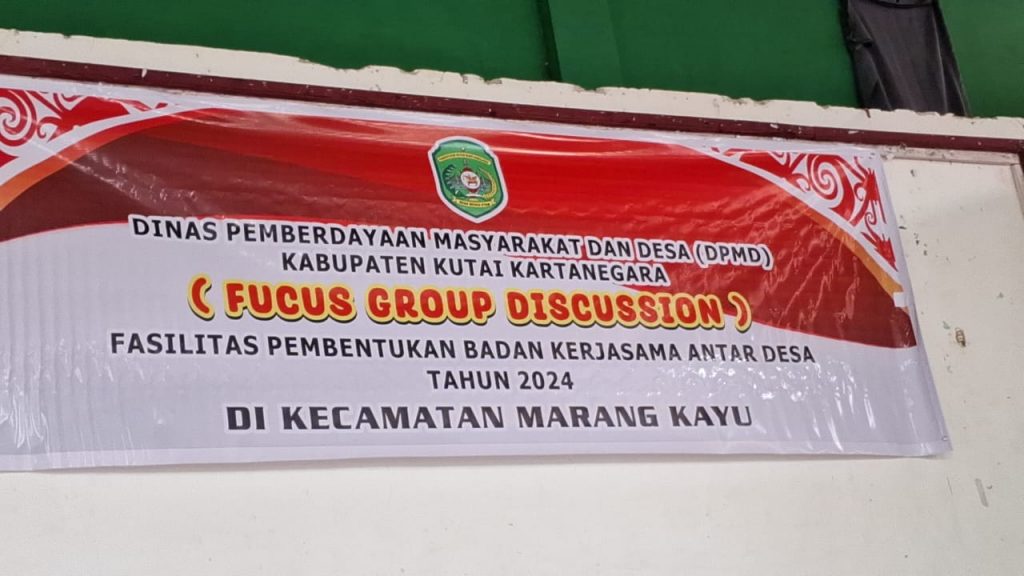 DINAS PEMBERDAYAAN MASYARAKAT DAN DESA (DPMD)
KABUPATEN KUTAI KARTANEGARA
( FUCUS GROUP DISCUSSION )
FASILITAS PEMBENTUKAN BADAN KERJASAMA ANTAR DESA
TAHUN 2024
DI KECAMATAN MARANG KAYU